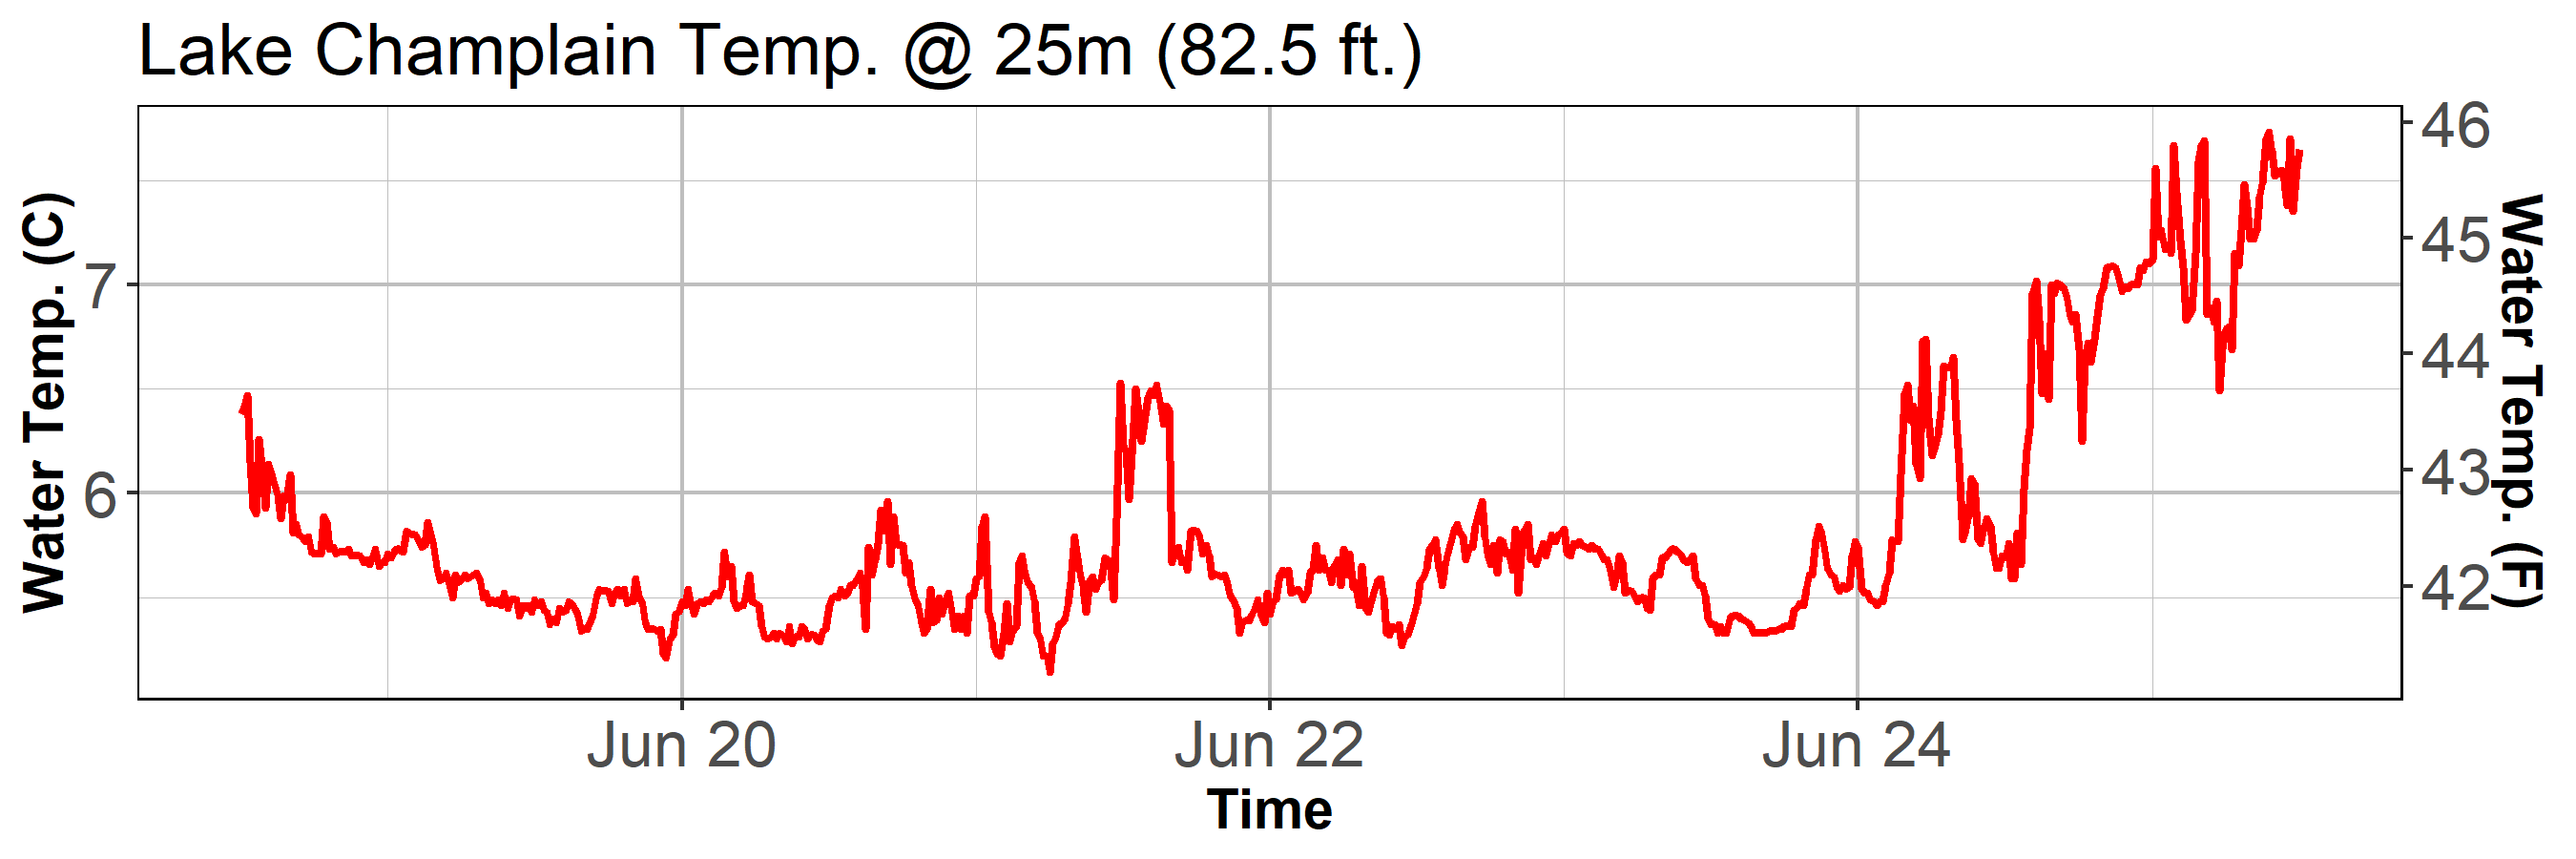 Lake Champlain Temp. @ 25m (82.5 ft.)
Water Temp. (C)
7
6
46
45
44
43
42
Water Temp. (F)
Jun 20
Jun 22
Jun 24
Time